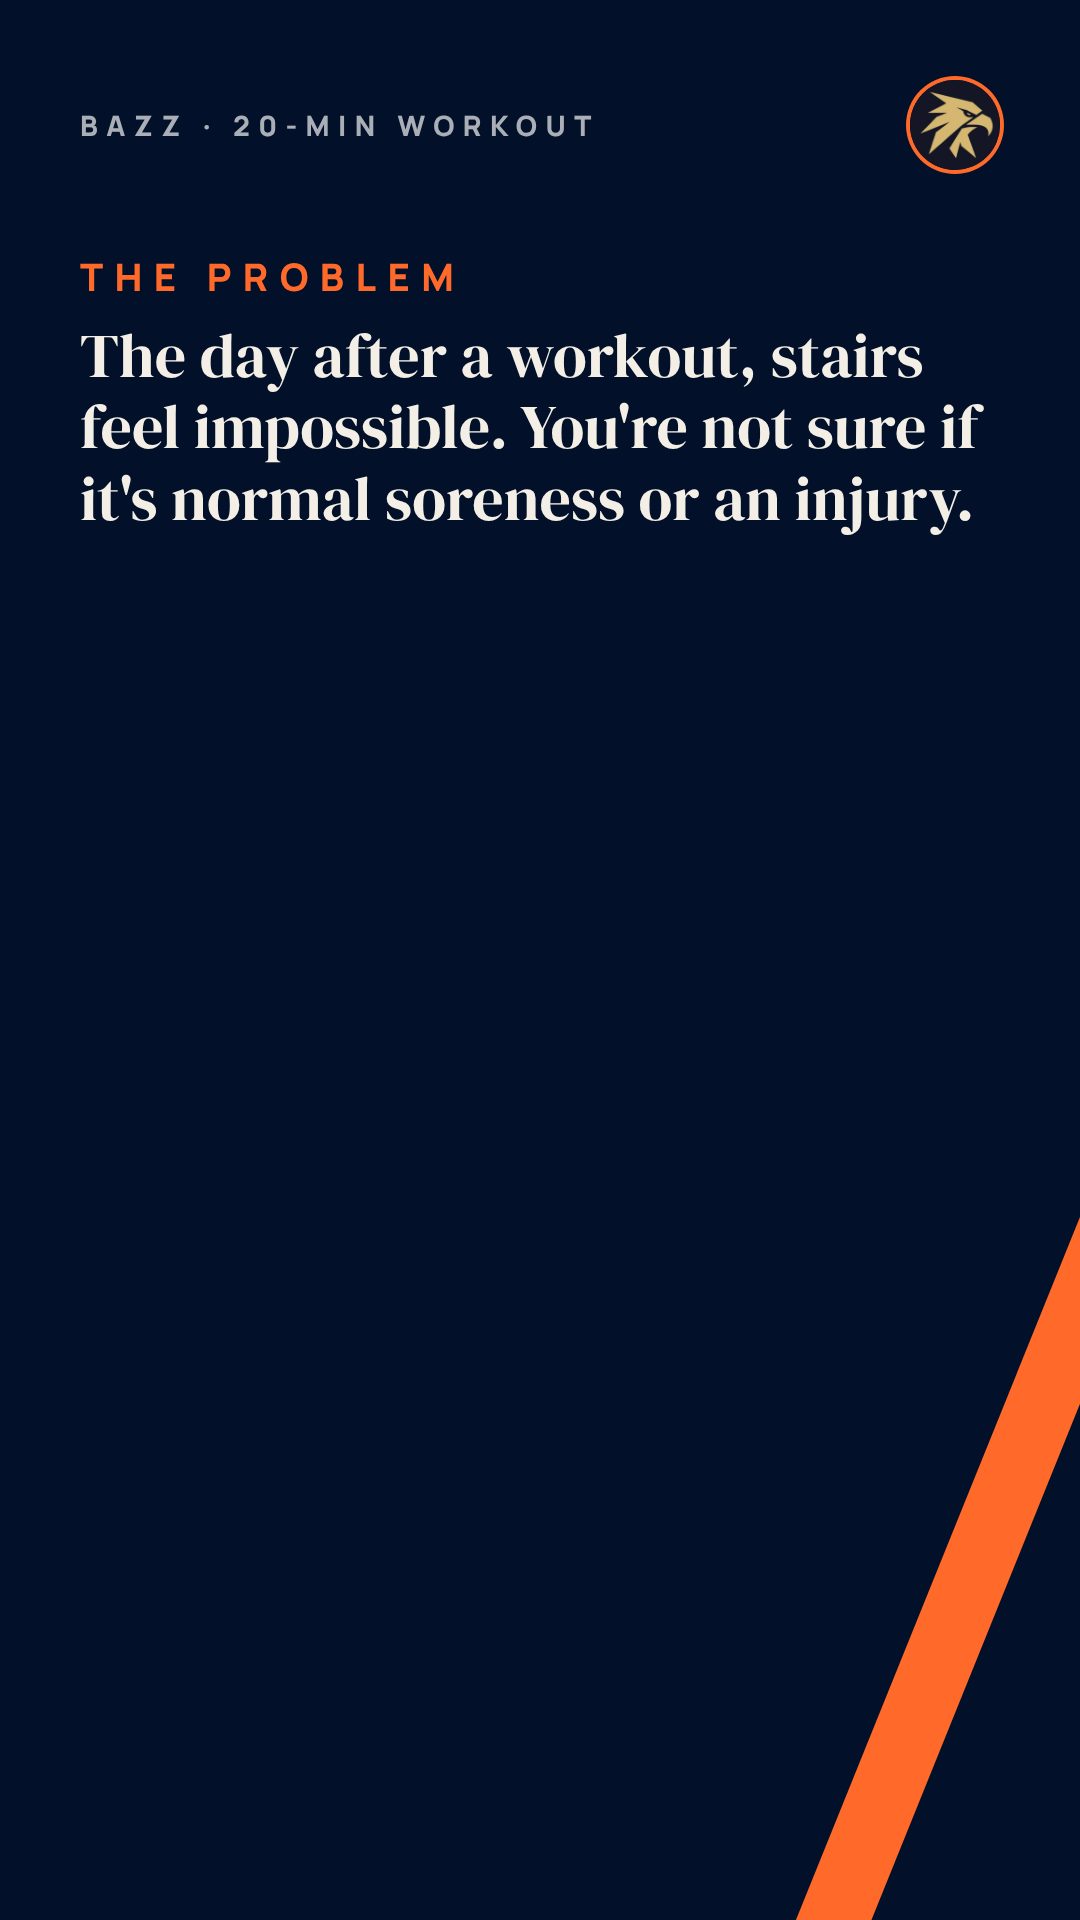 BAZZ · 20-MIN WORKOUT
THE PROBLEM
The day after a workout, stairs
feel impossible. You're not sure if
it's normal soreness or an injury.